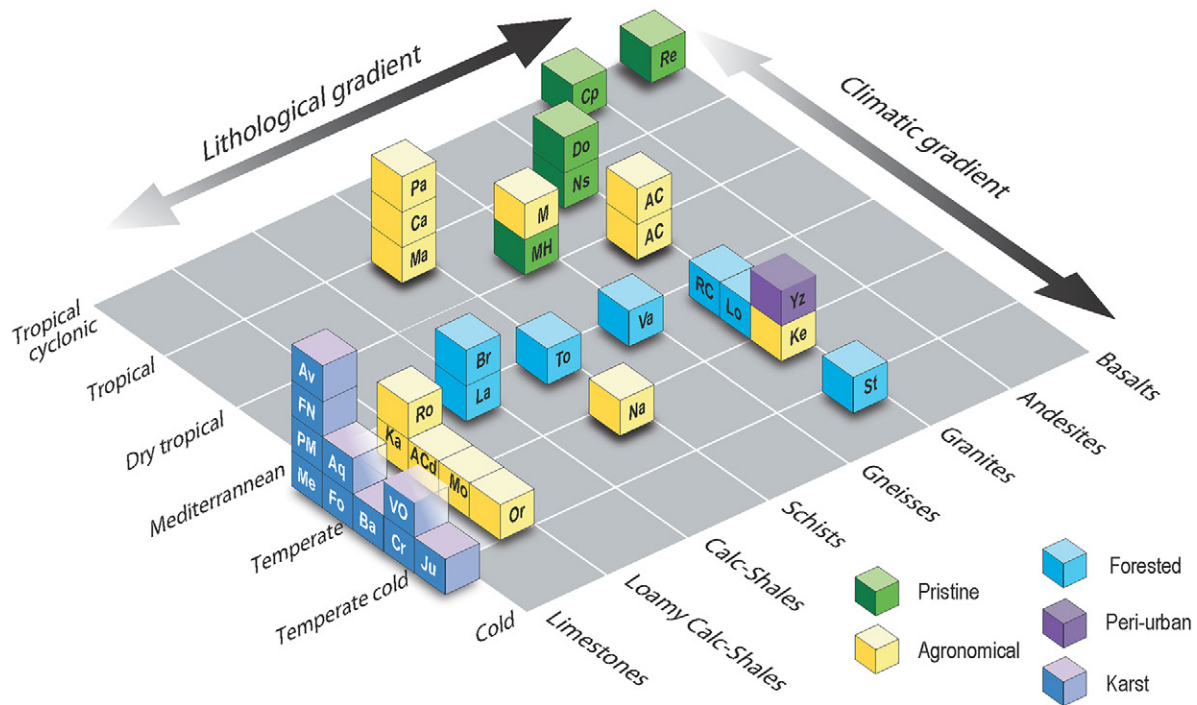 Lithological gradient
Climatic gradient
Re
Cp
Do
Ns
Pa
Ca
Ma
M
MH
AC
AC
RC
Lo
Yz
Ke
Va
To
Br
La
Na
St
Av
FN
PM
Me
Aq
Fo
Ba
VO
Cr
Ju
Ro
Ka
ACd
Mo
Or
Tropical
cyclonic
Tropical
Dry tropical
Mediterrannean
Temperate
Temperate cold
Cold
Basalts
Andesites
Granites
Gneisses
Schists
Calc-Shales
Loamy Calc-Shales
Limestones
Pristine
Agronomical
Forested
Peri-urban
Karst